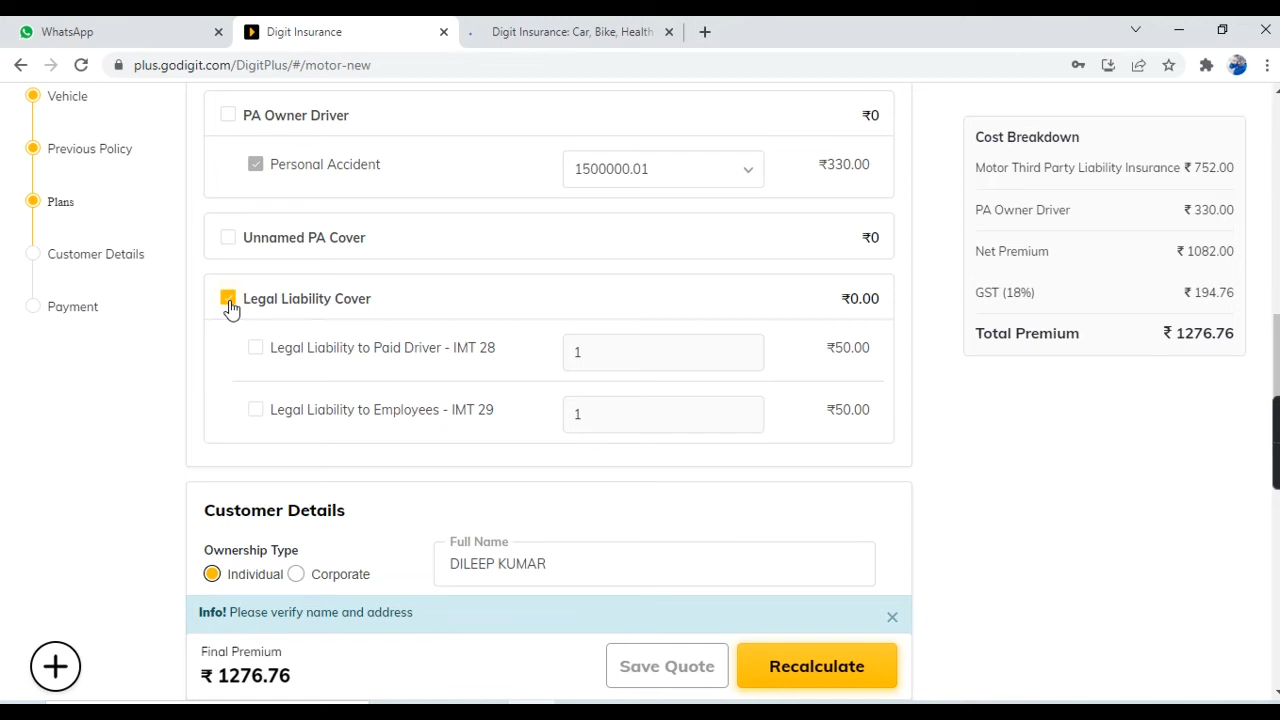 WhatsApp
Digit Insurance
Digit Insurance: Car, Bike, Health
plus.godigit.com/DigitPlus/#/motor-new
Vehicle
Previous Policy
Plans
Customer Details
Payment
PA Owner Driver ₹0
Personal Accident 1500000.01 ₹330.00
Unnamed PA Cover ₹0
Legal Liability Cover ₹0.00
Legal Liability to Paid Driver - IMT 28 1 ₹50.00
Legal Liability to Employees - IMT 29 1 ₹50.00
Cost Breakdown
Motor Third Party Liability Insurance ₹ 752.00
PA Owner Driver ₹ 330.00
Net Premium ₹ 1082.00
GST (18%) ₹ 194.76
Total Premium ₹ 1276.76
Customer Details
Ownership Type
Individual Corporate
Full Name
DILEEP KUMAR
Info! Please verify name and address
Final Premium
₹ 1276.76
Save Quote
Recalculate